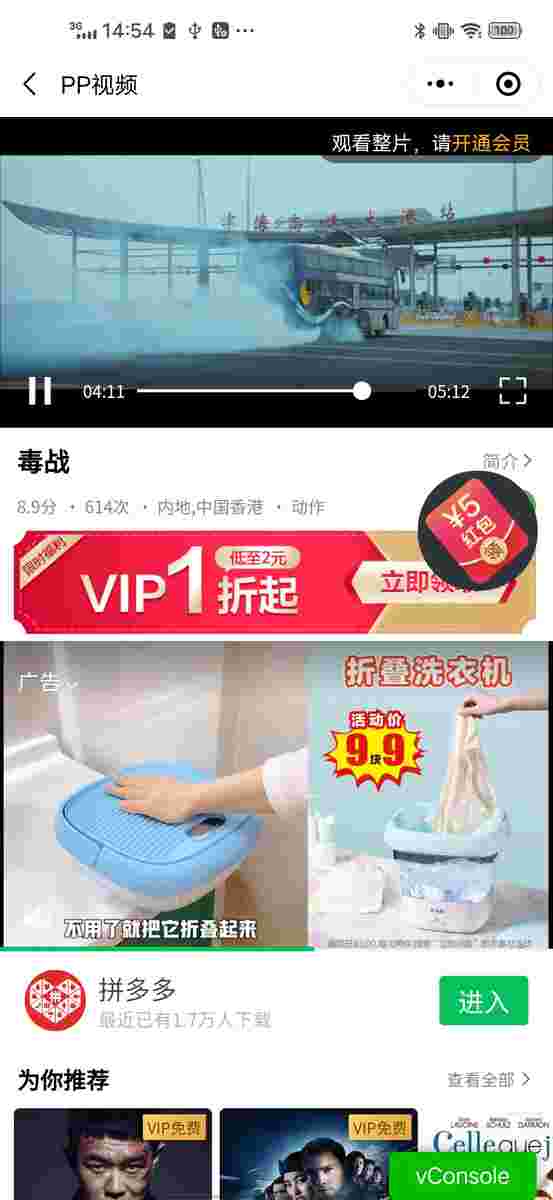 3G 14:54 100
PP视频
观看整片，请开通会员
04:11
05:12
毒战
简介
8.9分 · 614次 · 内地,中国香港 · 动作
¥5
红包
领
限时福利
VIP1折起
低至2元
立即领
广告
折叠洗衣机
活动价
9块9
不用了就把它折叠起来
拼多多
最近已有1.7万人下载
进入
为你推荐
查看全部
VIP免费
VIP免费
vConsole